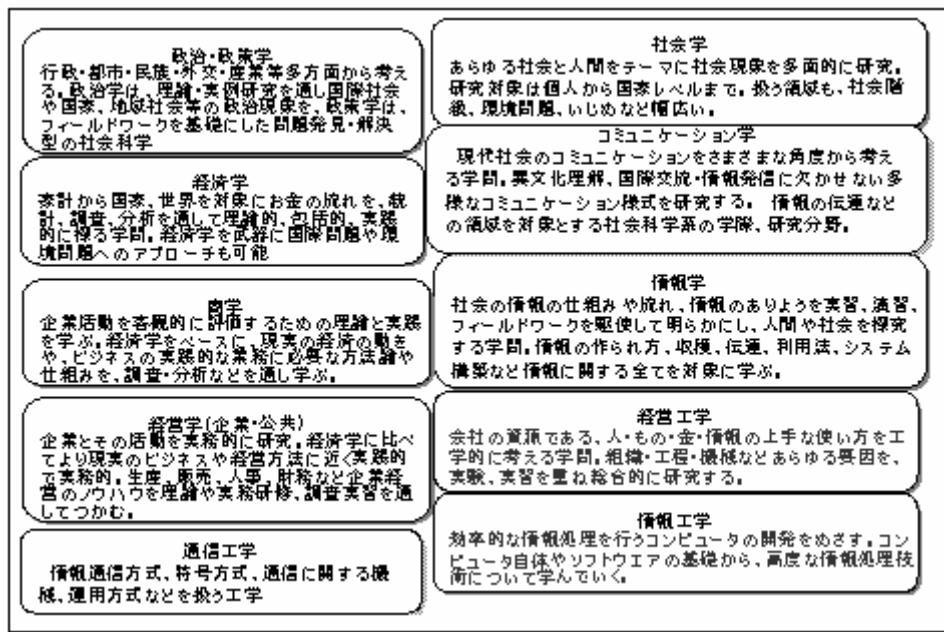 政治・政策学
行政・都市・民族・外交・産業等多方面から考え
る。政治学は、理論・実例研究を通し国際社会
や国家、地域社会等の政治現象を、政策学は、
フィールドワークを基礎にした問題発見・解決
型の社会科学
経済学
家計から国家、世界を対象にお金の流れを、統
計、調査、分析を通して理論的、包括的、実践
的に探る学問。経済学を武器に国際問題や環
境問題へのアプローチも可能
商学
企業活動を客観的に評価するための理論と実践
を学ぶ。経済学をベースに、現実の経済の動き
や、ビジネスの実践的な業務に必要な方法論や
仕組みを、調査・分析などを通し学ぶ。
経営学(企業・公共)
企業とその活動を実務的に研究。経済学に比べ
てより現実のビジネスや経営方法に近く実践的
で実務的。生産、販売、人事、財務など企業経
営のノウハウを理論や実務研修、調査実習を通
してつかむ。
通信工学
情報通信方式、符号方式、通信に関する機
械、運用方式などを扱う工学
社会学
あらゆる社会と人間をテーマに社会現象を多面的に研究。
研究対象は個人から国家レベルまで。扱う領域も、社会階
級、環境問題、いじめなど幅広い。
コミュニケーション学
現代社会のコミュニケーションをさまざまな角度から考え
る学問。異文化理解、国際交流・情報発信に欠かせない多
様なコミュニケーション様式を研究する。 情報の伝達など
の領域を対象とする社会科学系の学際、研究分野。
情報学
社会の情報の仕組みや流れ、情報のありようを実習、演習、
フィールドワークを駆使して明らかにし、人間や社会を探究
する学問。情報の作られ方、収穫、伝達、利用法、システム
構築など情報に関する全てを対象に学ぶ。
経営工学
会社の資源である、人・もの・金・情報の上手な使い方を工
学的に考える学問。組織・工程・機械などあらゆる要因を、
実験、実習を重ね総合的に研究する。
情報工学
効率的な情報処理を行うコンピュータの開発をめざす。コン
ピュータ自体やソフトウエアの基礎から、高度な情報処理技
術について学んでいく。